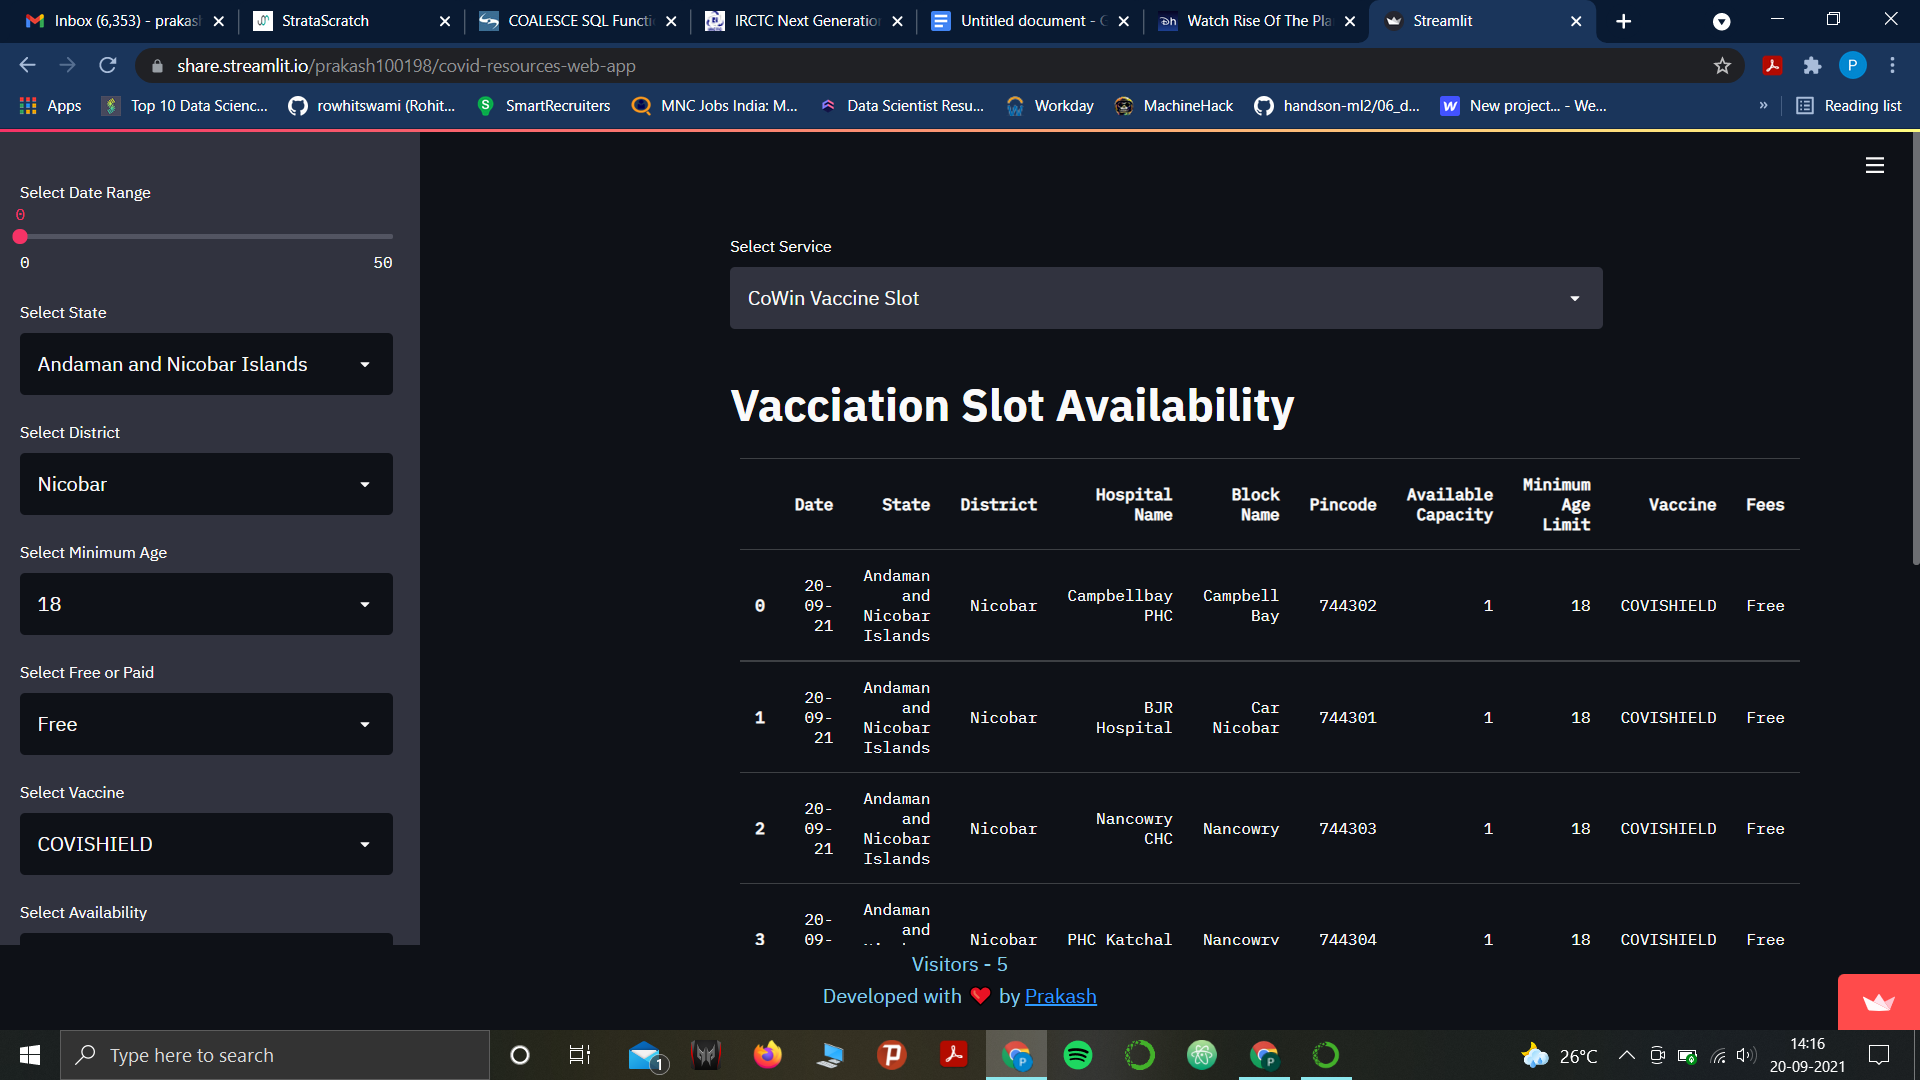 Inbox (6,353) - prakas
StrataScratch
COALESCE SQL Functi
IRCTC Next Generation
Untitled document - G
Watch Rise Of The Pla
Streamlit
share.streamlit.io/prakash100198/covid-resources-web-app
P
Apps
Top 10 Data Scienc...
rowhitswami (Rohit...
SmartRecruiters
MNC Jobs India: M...
Data Scientist Resu...
Workday
MachineHack
handson-ml2/06_d...
New project... - We...
»
Reading list
Select Date Range
0
0 50
Select State
Andaman and Nicobar Islands
Select District
Nicobar
Select Minimum Age
18
Select Free or Paid
Free
Select Vaccine
COVISHIELD
Select Availability
Select Service
CoWin Vaccine Slot
Vacciation Slot Availability
Date State District Hospital Name Block Name Pincode Available Capacity Minimum Age Limit Vaccine Fees
0 20-09-21 Andaman and Nicobar Islands Nicobar Campbellbay PHC Campbell Bay 744302 1 18 COVISHIELD Free
1 20-09-21 Andaman and Nicobar Islands Nicobar BJR Hospital Car Nicobar 744301 1 18 COVISHIELD Free
2 20-09-21 Andaman and Nicobar Islands Nicobar Nancowry CHC Nancowry 744303 1 18 COVISHIELD Free
3 20-09- Andaman and Nicobar PHC Katchal Nancowry 744304 1 18 COVISHIELD Free
Visitors - 5
Developed with ❤ by Prakash
Type here to search
1
26°C
14:16
20-09-2021